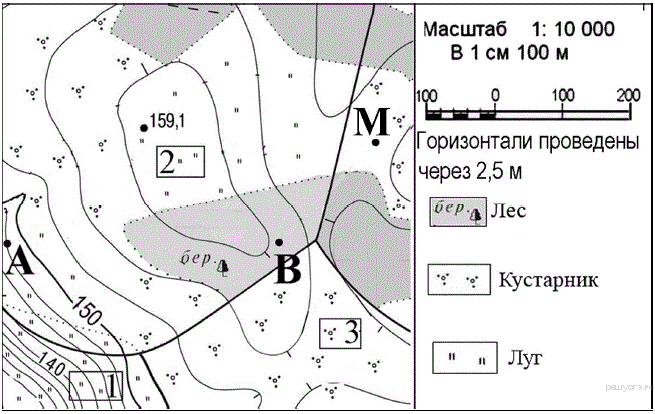 Масштаб 1: 10 000
В 1 см 100 м
100 0 100 200
Горизонтали проведены
через 2,5 м
бер. Лес
Кустарник
Луг
М
159,1
2
А
бер.
В
150
3
140
1